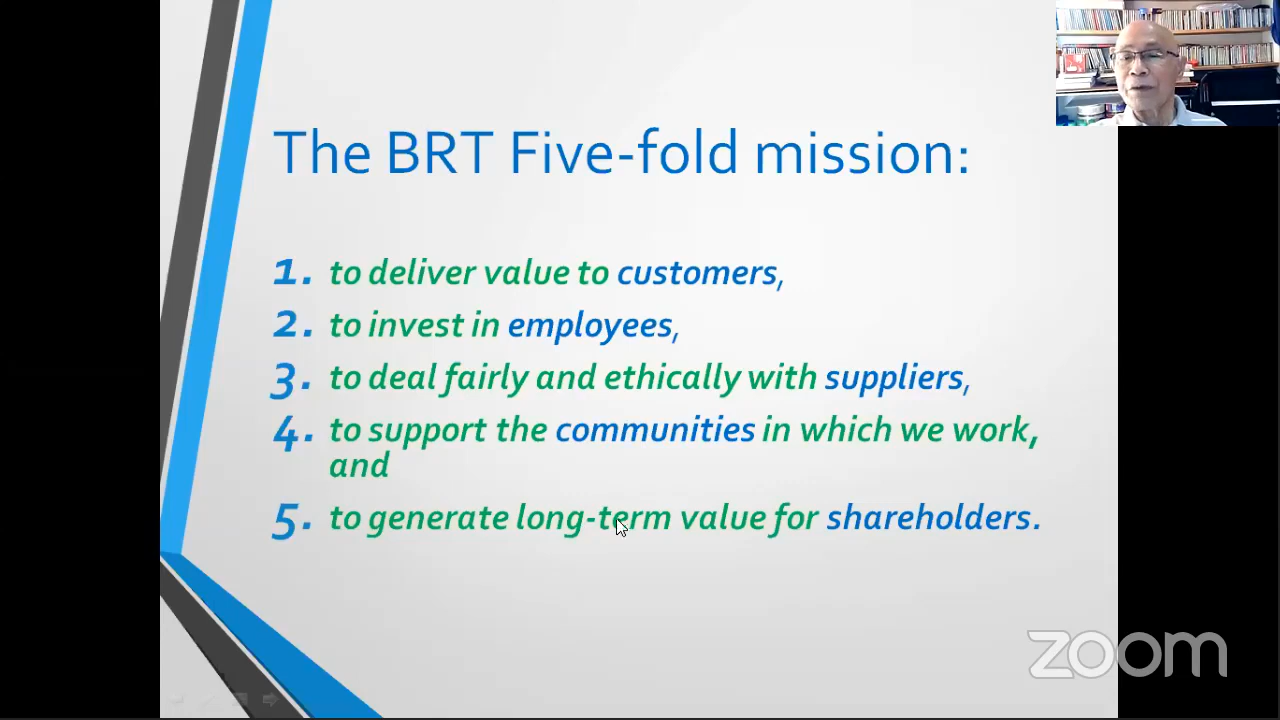 The BRT Five-fold mission:
1. to deliver value to customers,
2. to invest in employees,
3. to deal fairly and ethically with suppliers,
4. to support the communities in which we work,
and
5. to generate long-term value for shareholders.
zoom